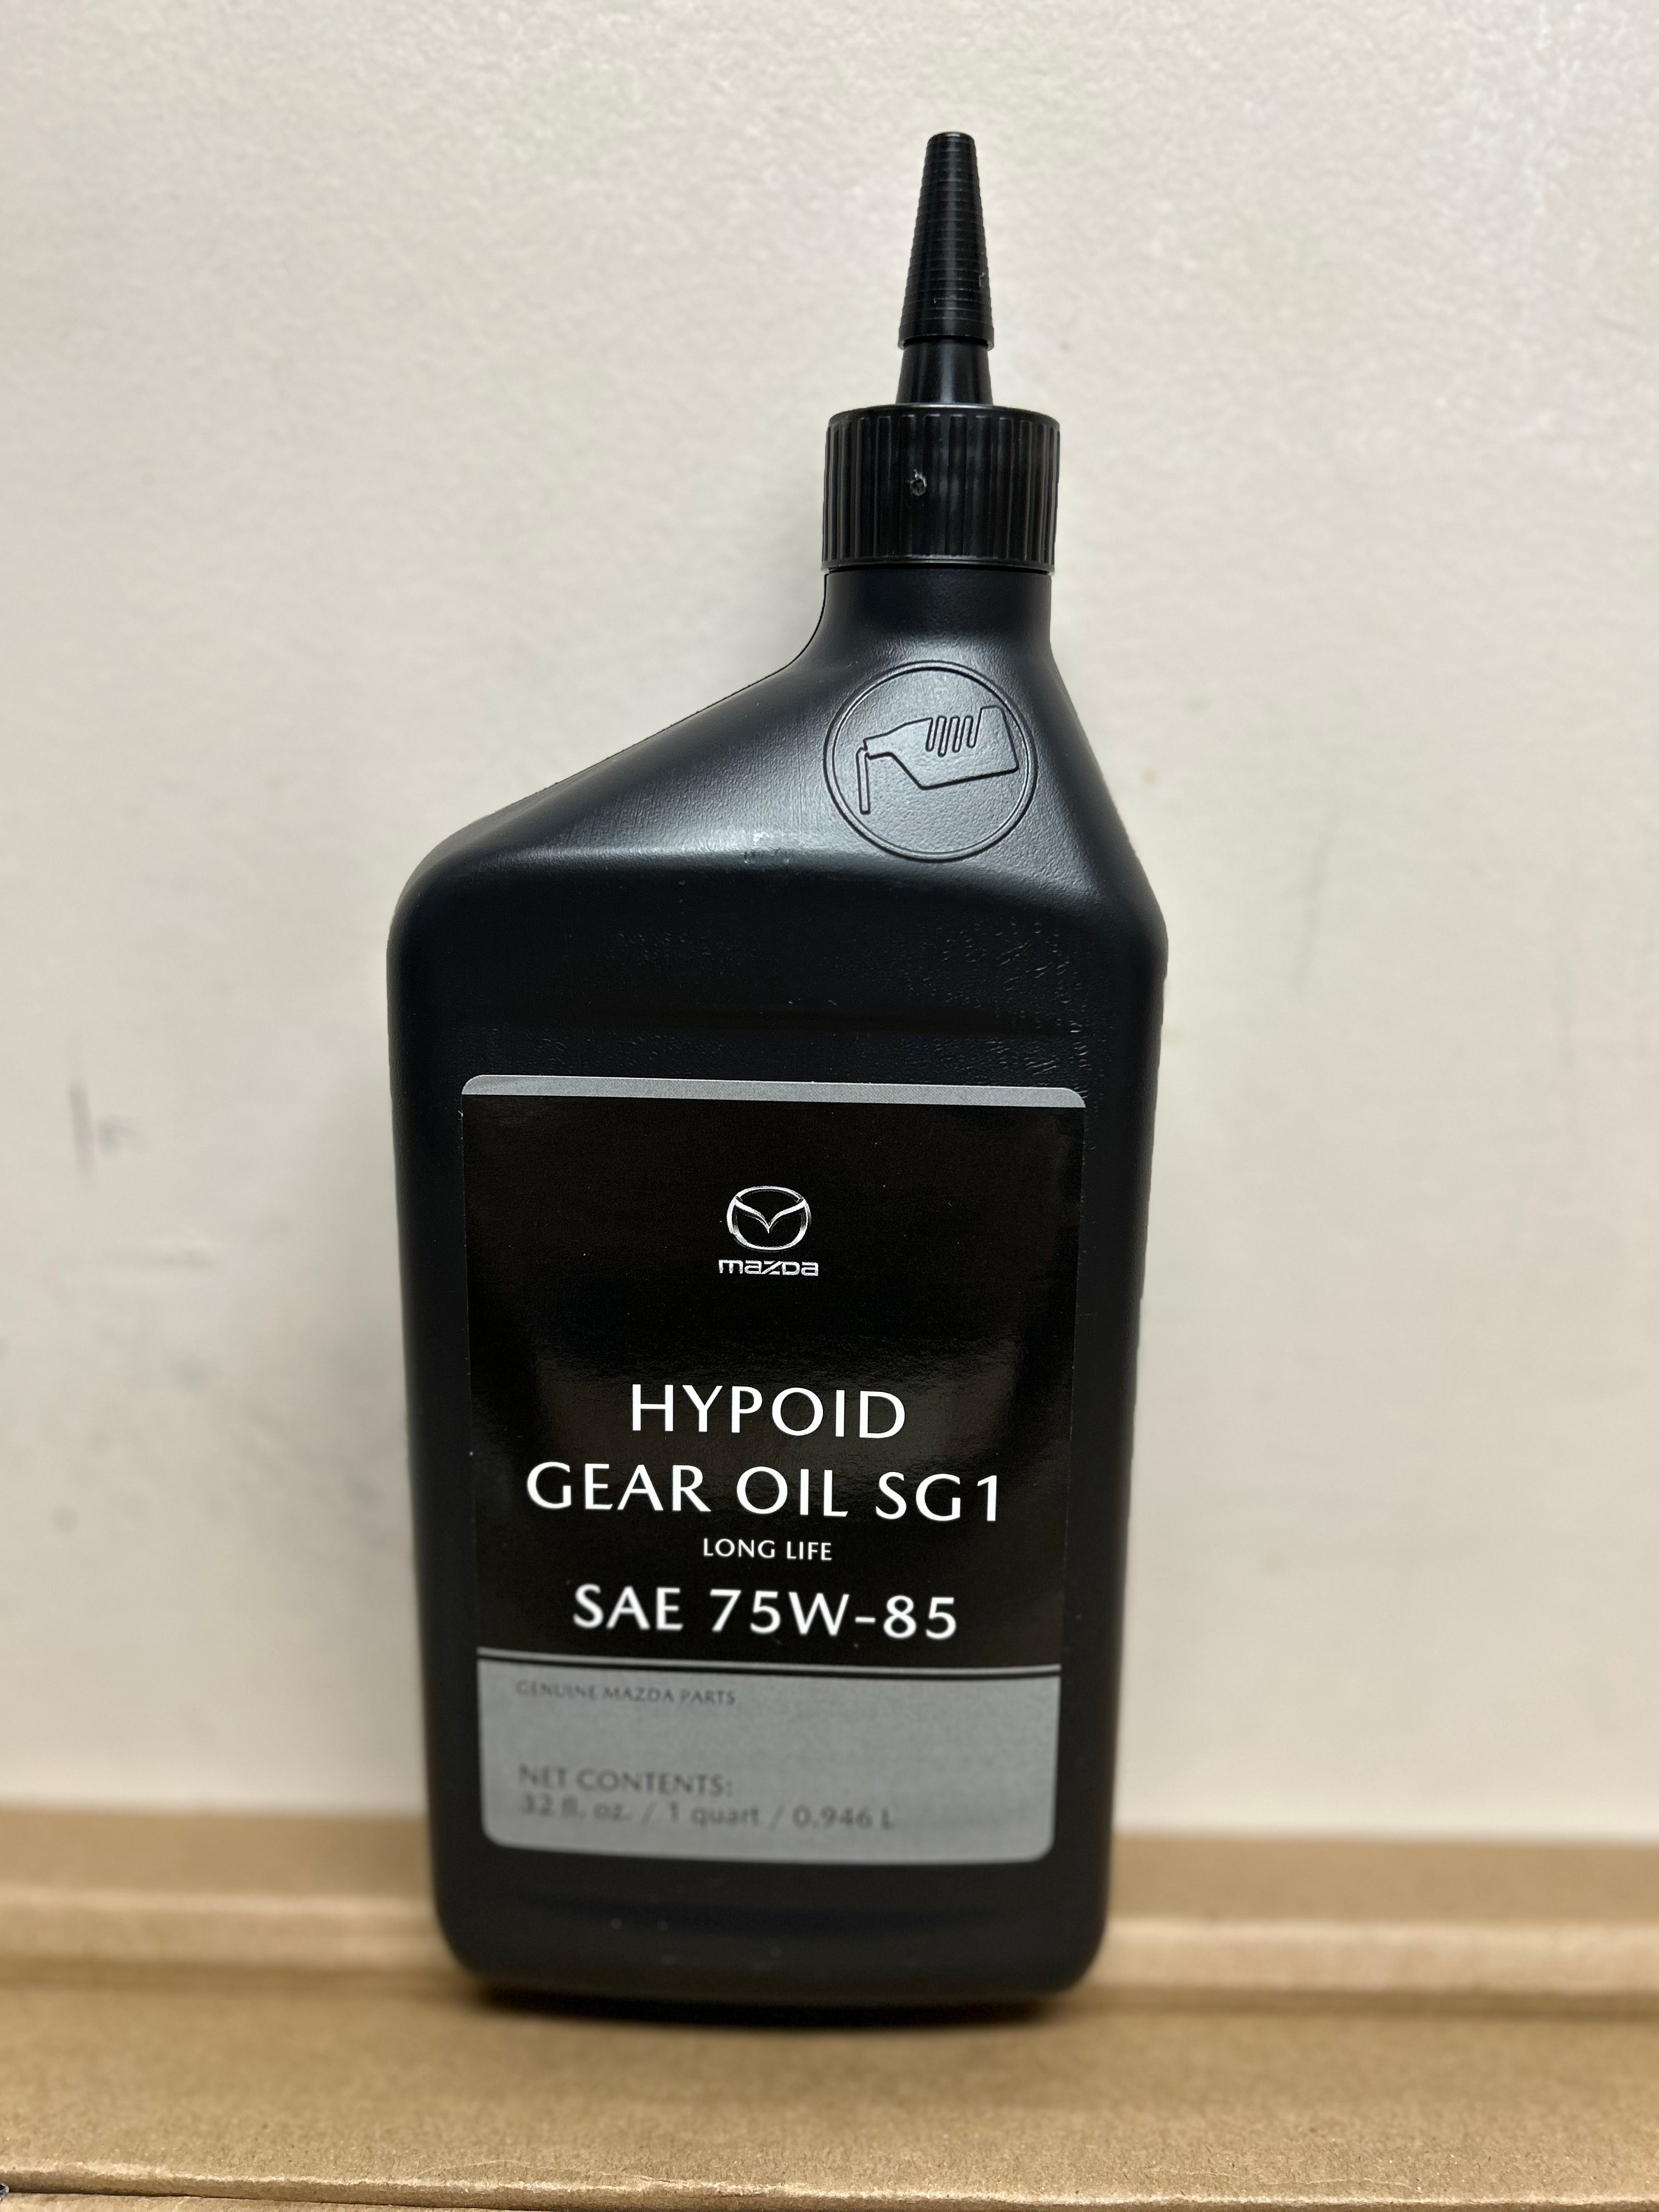 mazda
HYPOID
GEAR OIL SG1
LONG LIFE
SAE 75W-85
GENUINE MAZDA PARTS
NET CONTENTS:
32 fl. oz. / 1 quart / 0.946 L